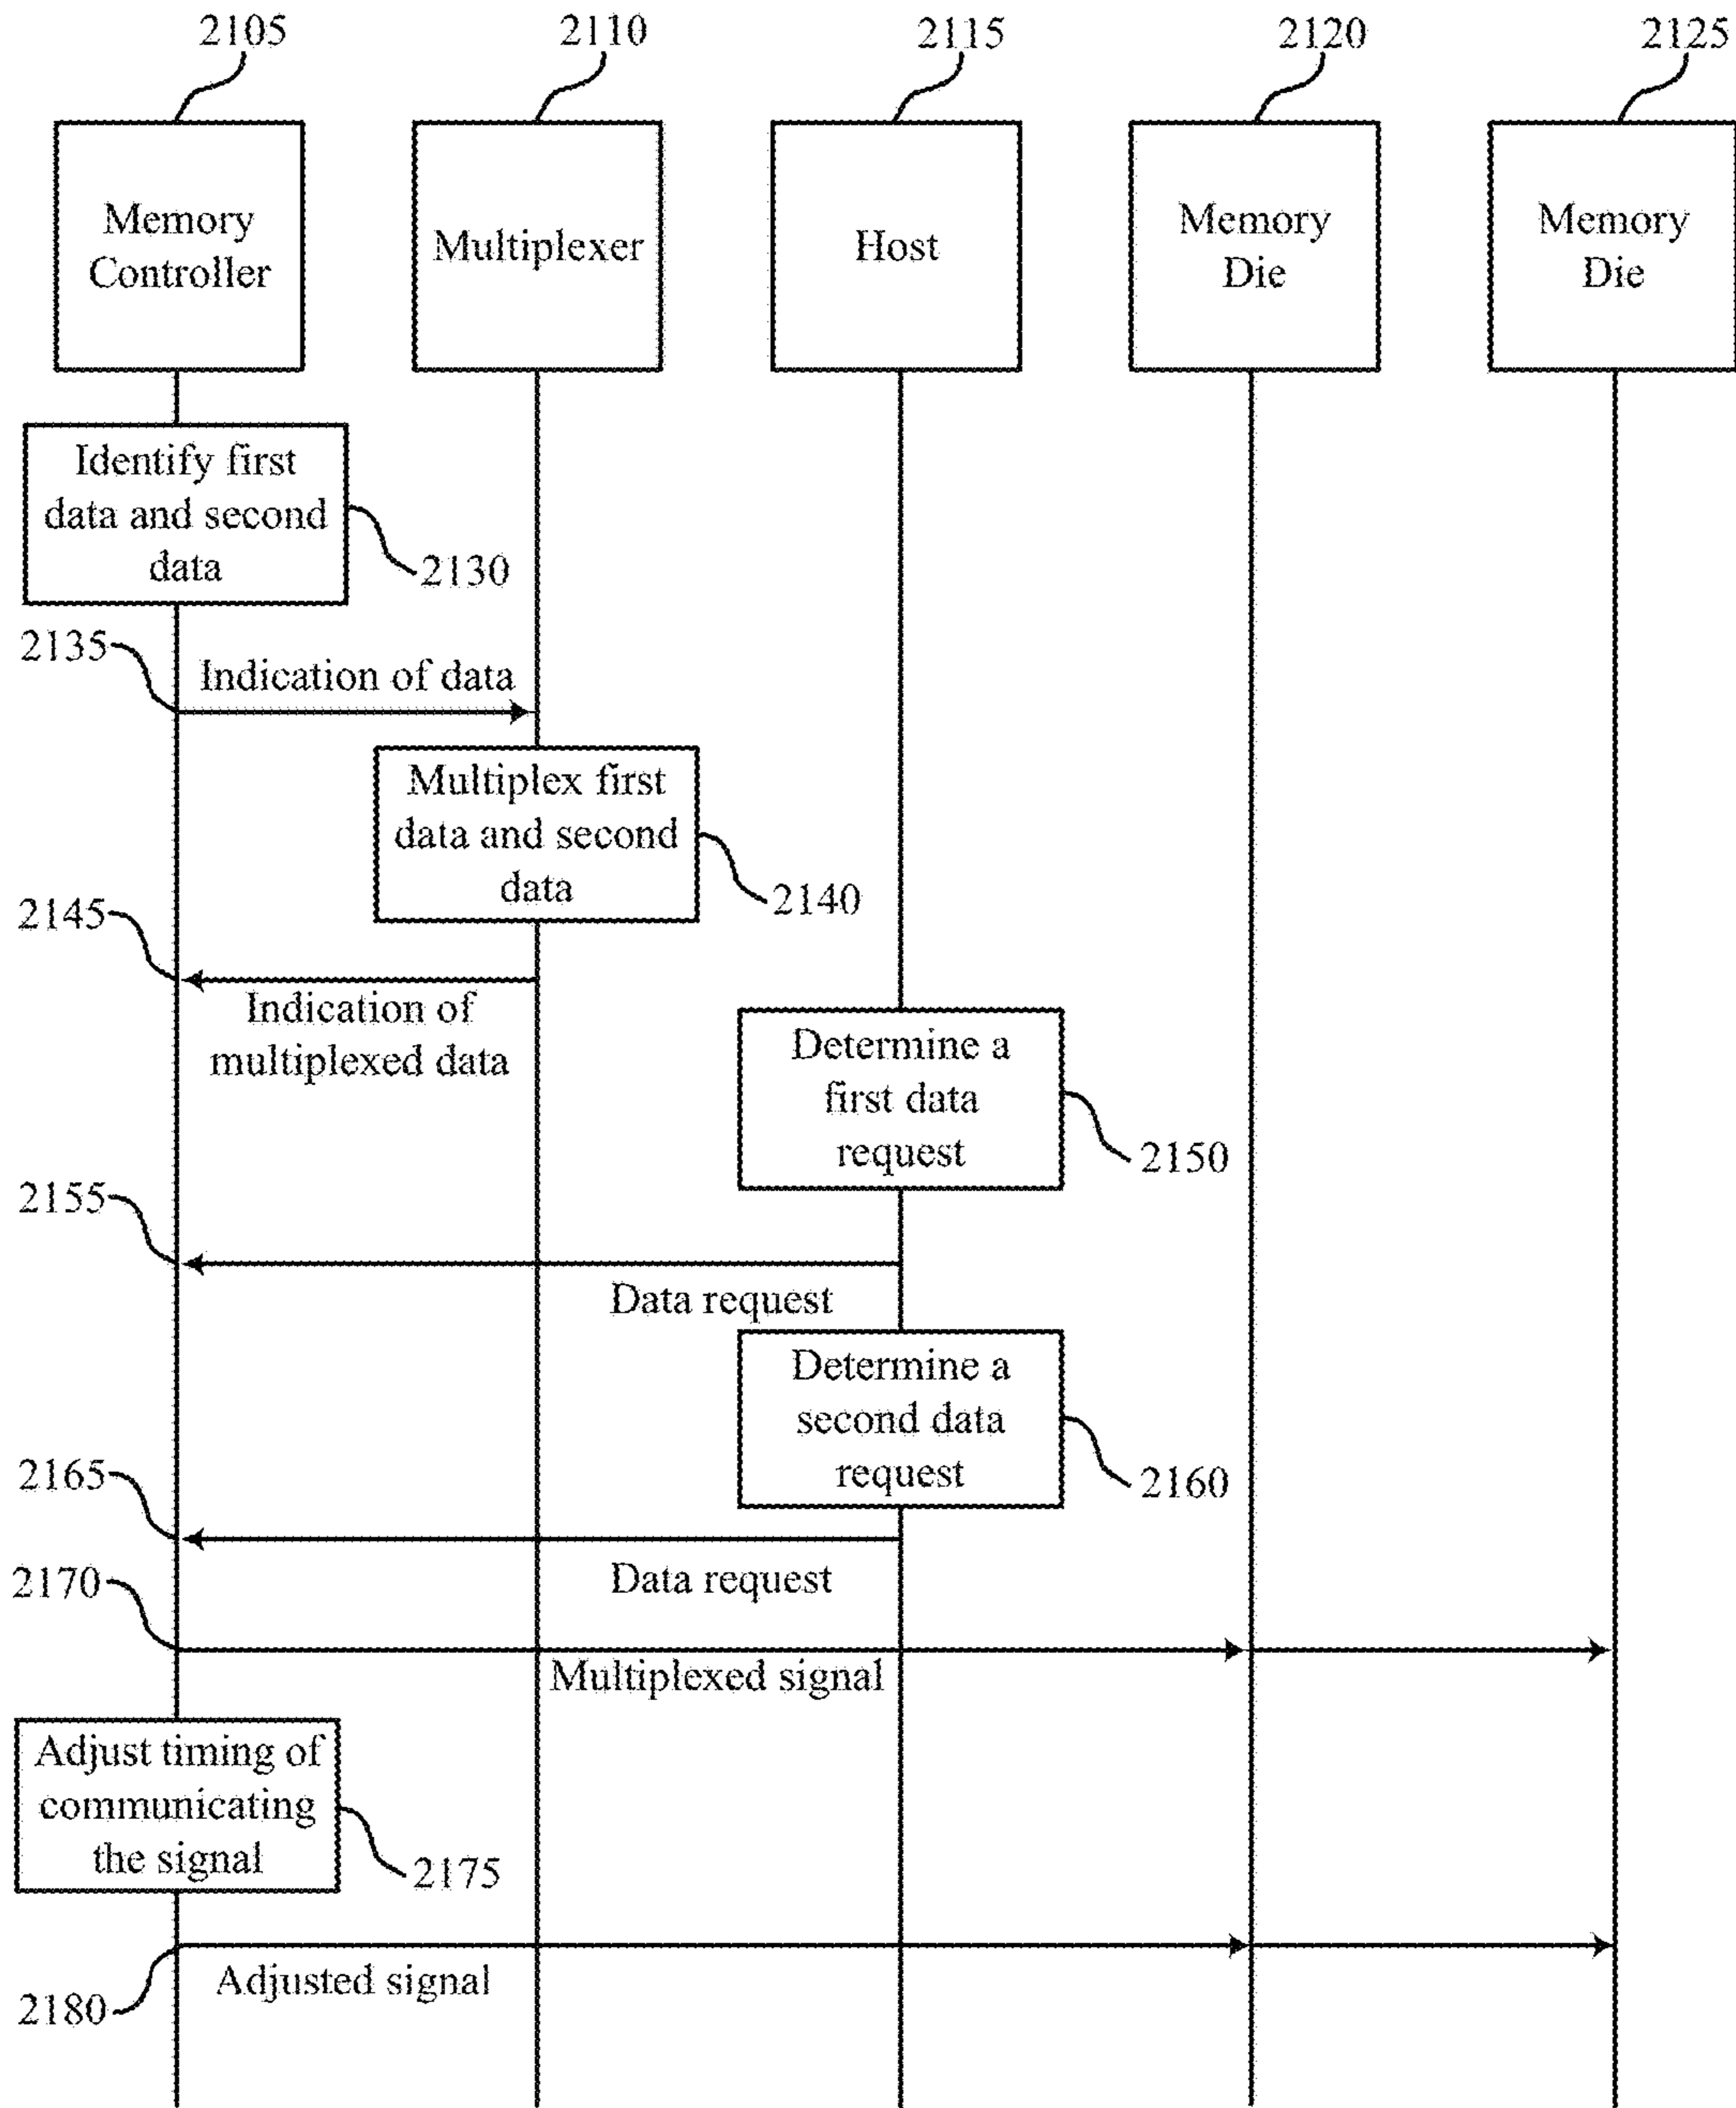 2105
2110
2115
2120
2125
Memory
Controller
Multiplexer
Host
Memory
Die
Memory
Die
Identify first
data and second
data
2130
2135
Indication of data
Multiplex first
data and second
data
2140
2145
Indication of
multiplexed data
Determine a
first data
request
2150
2155
Data request
Determine a
second data
request
2160
2165
Data request
2170
Multiplexed signal
Adjust timing of
communicating
the signal
2175
Adjusted signal
2180